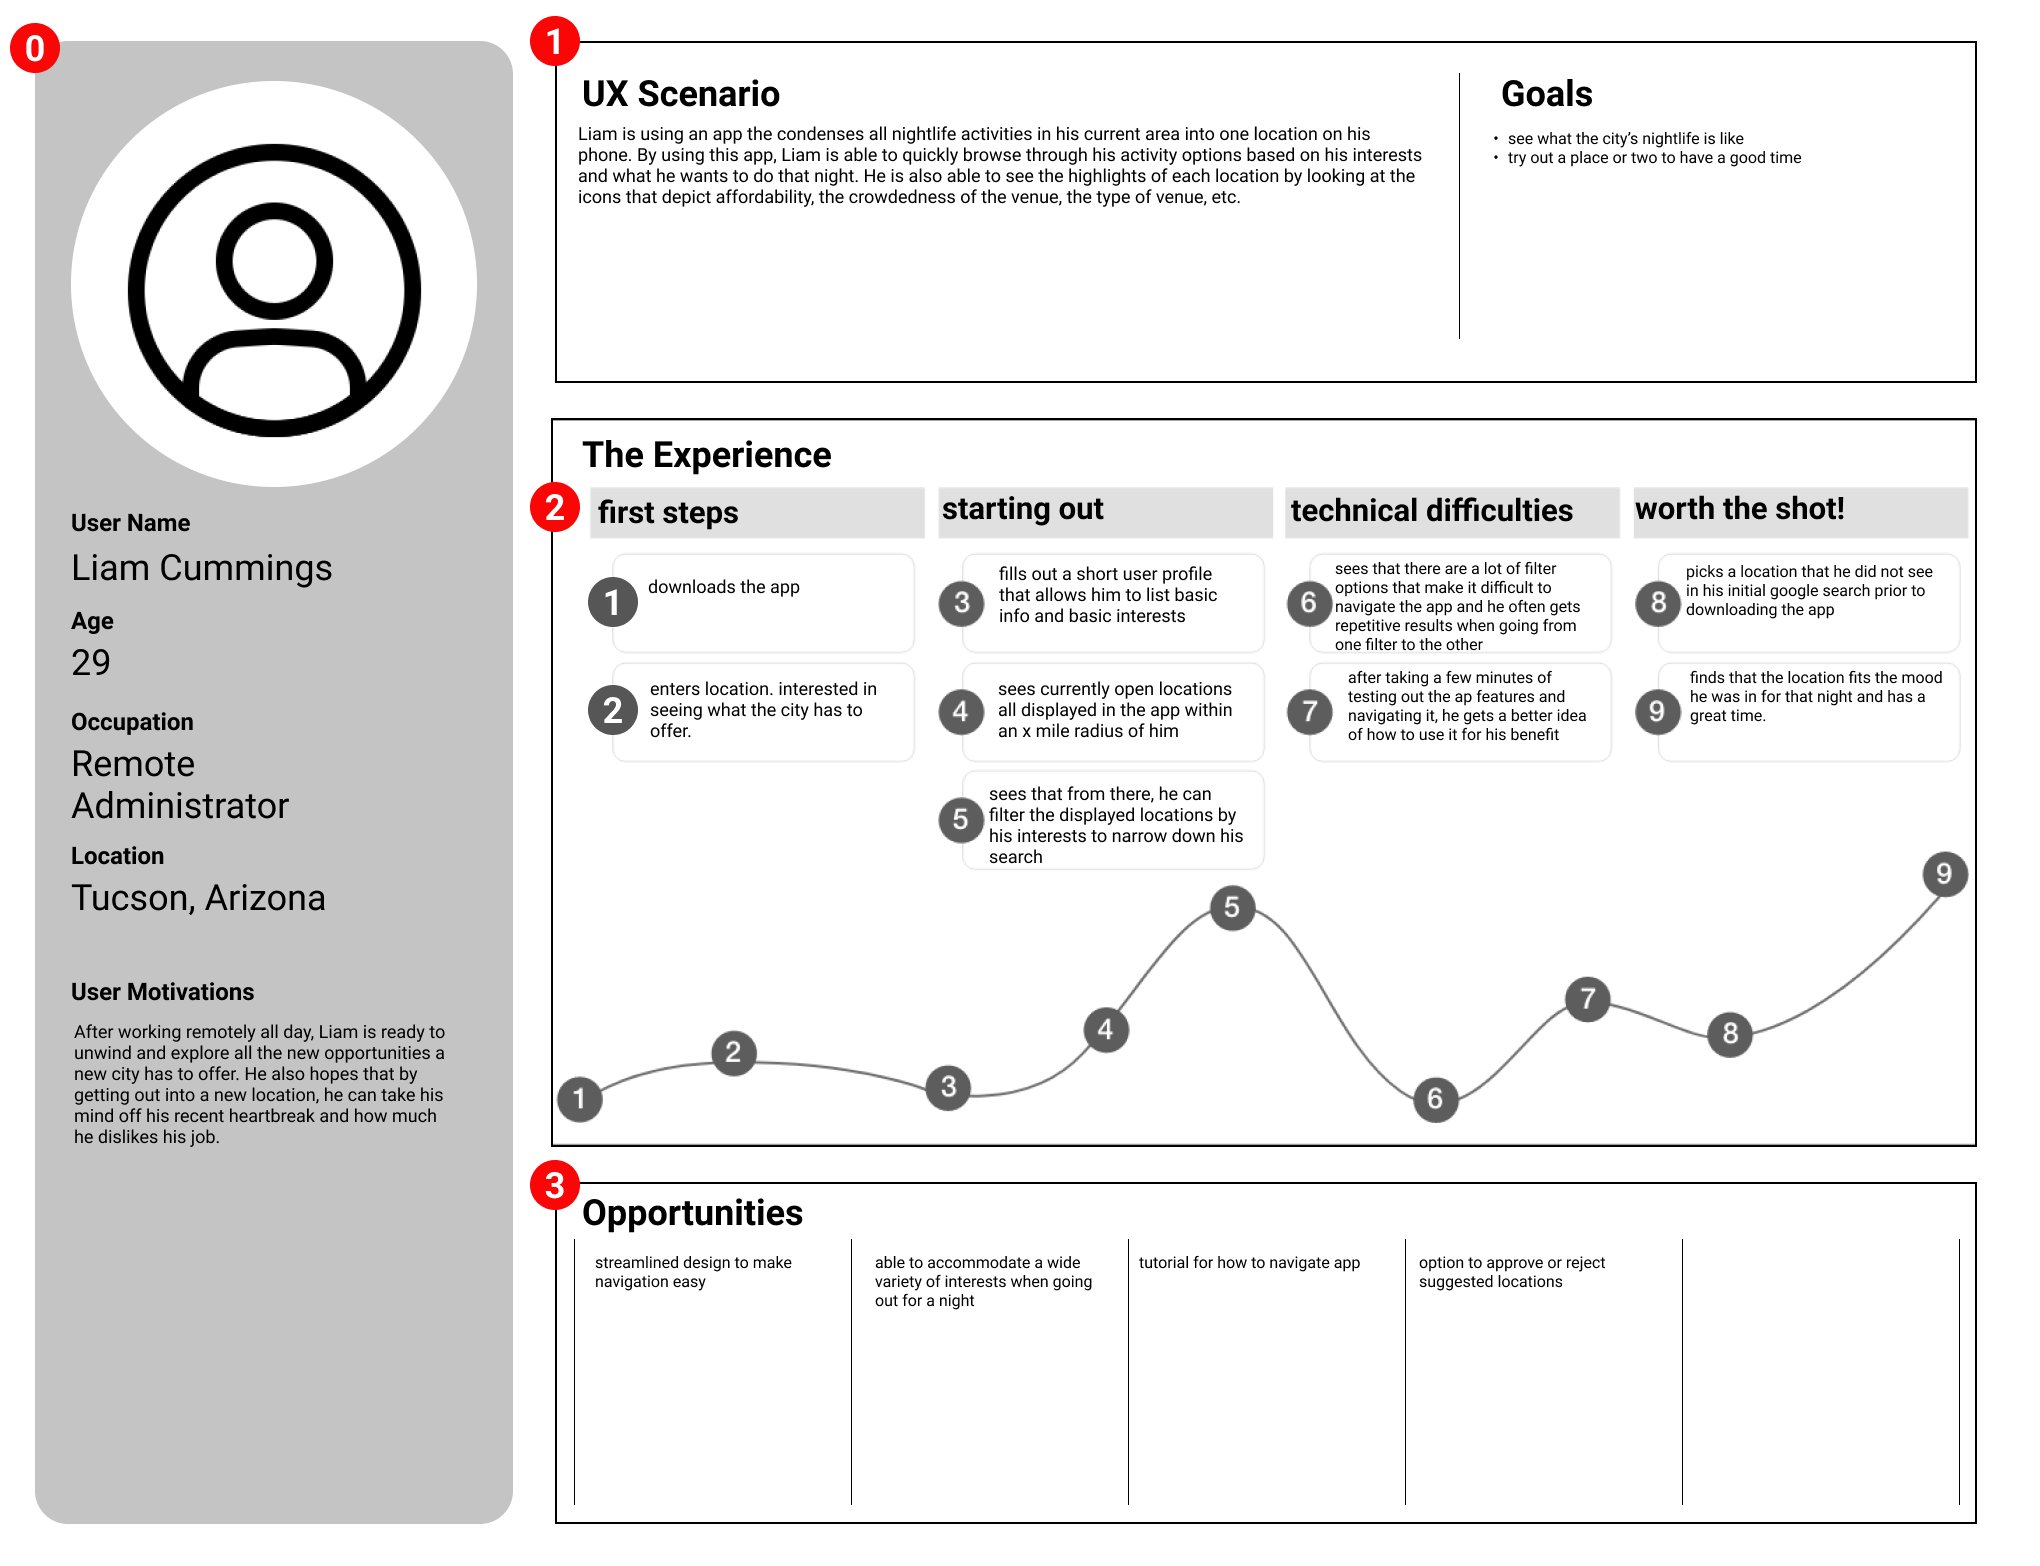 0
User Name
Liam Cummings
Age
29
Occupation
Remote
Administrator
Location
Tucson, Arizona
User Motivations
After working remotely all day, Liam is ready to
unwind and explore all the new opportunities a
new city has to offer. He also hopes that by
getting out into a new location, he can take his
mind off his recent heartbreak and how much
he dislikes his job.
1
UX Scenario
Liam is using an app the condenses all nightlife activities in his current area into one location on his
phone. By using this app, Liam is able to quickly browse through his activity options based on his interests
and what he wants to do that night. He is also able to see the highlights of each location by looking at the
icons that depict affordability, the crowdedness of the venue, the type of venue, etc.
Goals
• see what the city's nightlife is like
• try out a place or two to have a good time
The Experience
2
first steps
1
downloads the app
2
enters location. interested in
seeing what the city has to
offer.
starting out
3
fills out a short user profile
that allows him to list basic
info and basic interests
4
sees currently open locations
all displayed in the app within
an x mile radius of him
5
sees that from there, he can
filter the displayed locations by
his interests to narrow down his
search
technical difficulties
6
sees that there are a lot of filter
options that make it difficult to
navigate the app and he often gets
repetitive results when going from
one filter to the other
7
after taking a few minutes of
testing out the ap features and
navigating it, he gets a better idea
of how to use it for his benefit
worth the shot!
8
picks a location that he did not see
in his initial google search prior to
downloading the app
9
finds that the location fits the mood
he was in for that night and has a
great time.
1
2
3
4
5
6
7
8
9
3
Opportunities
streamlined design to make
navigation easy
able to accommodate a wide
variety of interests when going
out for a night
tutorial for how to navigate app
option to approve or reject
suggested locations